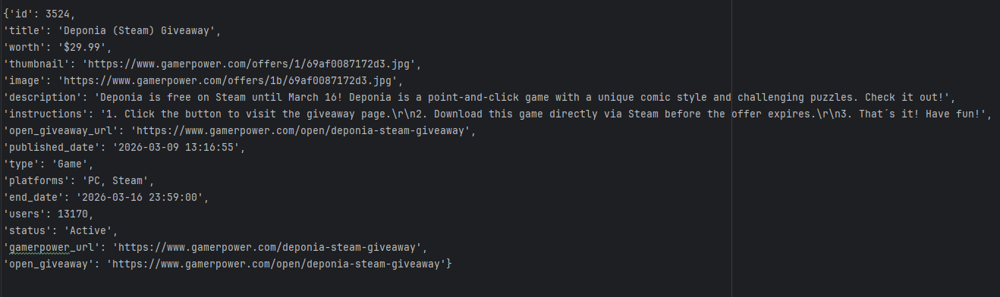 {'id': 3524,
'title': 'Deponia (Steam) Giveaway',
'worth': '$29.99',
'thumbnail': 'https://www.gamerpower.com/offers/1/69af0087172d3.jpg',
'image': 'https://www.gamerpower.com/offers/1b/69af0087172d3.jpg',
'description': 'Deponia is free on Steam until March 16! Deponia is a point-and-click game with a unique comic style and challenging puzzles. Check it out!',
'instructions': '1. Click the button to visit the giveaway page.\r\n2. Download this game directly via Steam before the offer expires.\r\n3. That´s it! Have fun!',
'open_giveaway_url': 'https://www.gamerpower.com/open/deponia-steam-giveaway',
'published_date': '2026-03-09 13:16:55',
'type': 'Game',
'platforms': 'PC, Steam',
'end_date': '2026-03-16 23:59:00',
'users': 13170,
'status': 'Active',
'gamerpower_url': 'https://www.gamerpower.com/deponia-steam-giveaway',
'open_giveaway': 'https://www.gamerpower.com/open/deponia-steam-giveaway'}